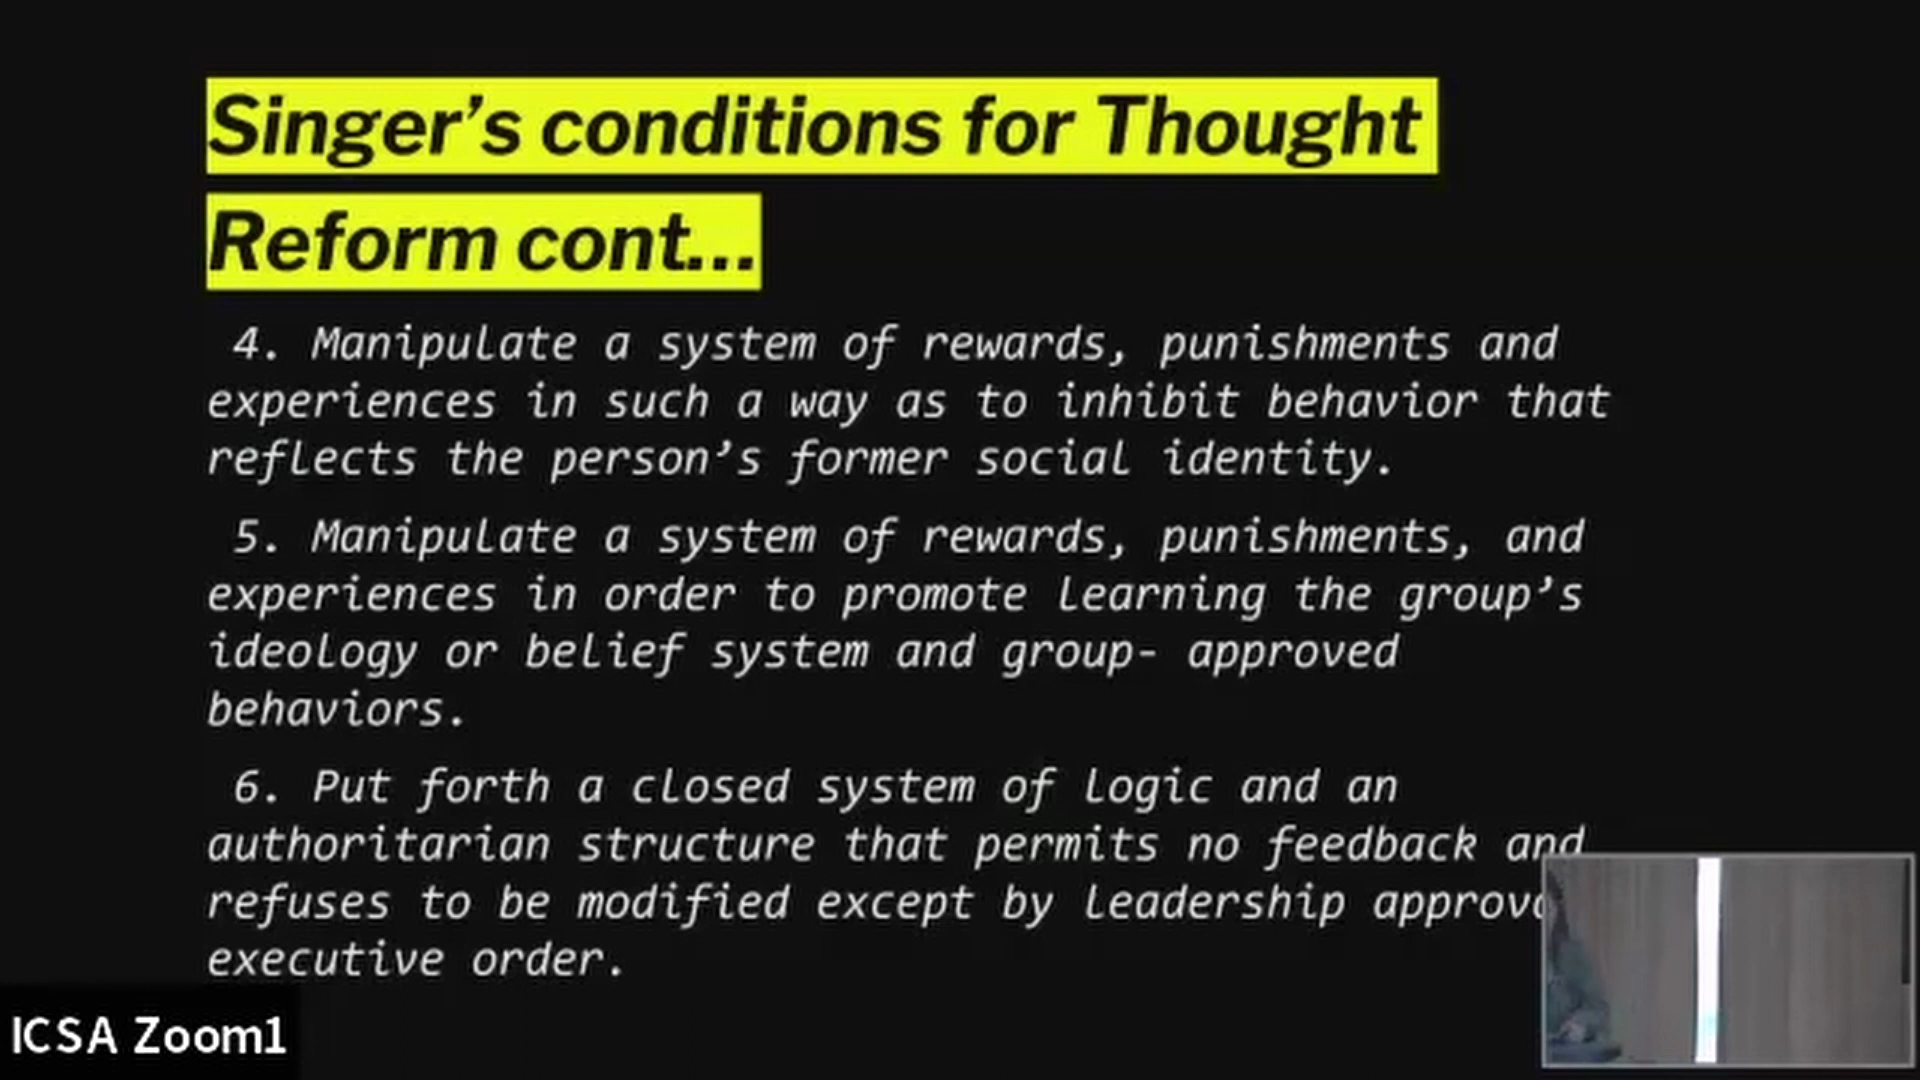 Singer’s conditions for Thought
Reform cont...
4. Manipulate a system of rewards, punishments and
experiences in such a way as to inhibit behavior that
reflects the person’s former social identity.
5. Manipulate a system of rewards, punishments, and
experiences in order to promote learning the group’s
ideology or belief system and group- approved
behaviors.
6. Put forth a closed system of logic and an
authoritarian structure that permits no feedback and
refuses to be modified except by leadership
executive order.
ICSA Zoom1